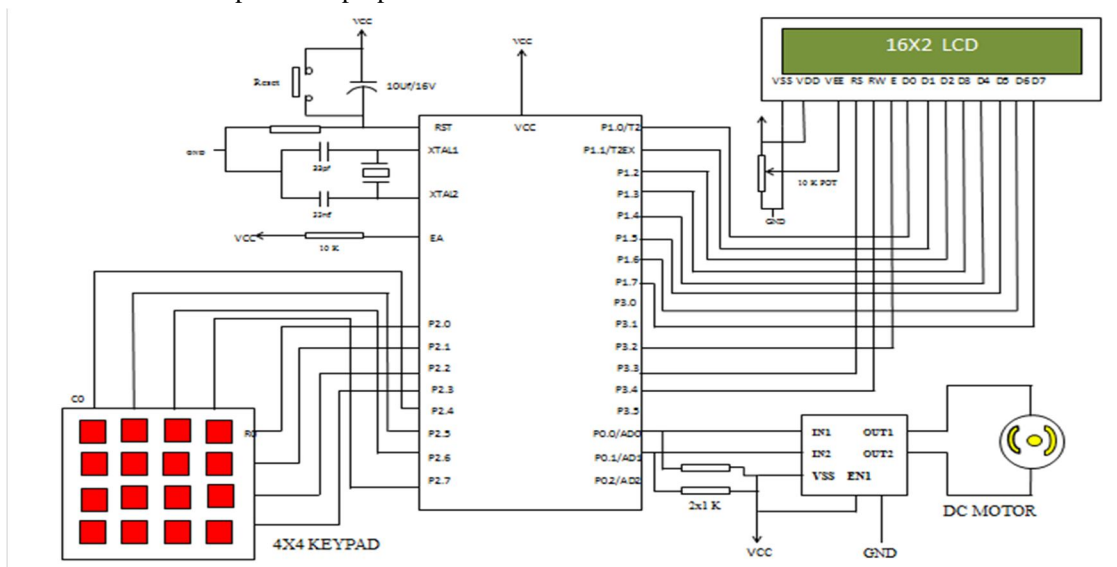 VCC
VCC
Reset
10Uf/16V
GND
33pf
33nf
VCC
10 K
RST
XTAL1
XTAL2
EA
P2.0
P2.1
P2.2
P2.3
P2.4
P2.5
P2.6
P2.7
VCC
P1.0/T2
P1.1/T2EX
P1.2
P1.3
P1.4
P1.5
P1.6
P1.7
P3.0
P3.1
P3.2
P3.3
P3.4
P3.5
P0.0/AD0
P0.1/AD1
P0.2/AD2
16X2 LCD
VSS VDD VEE RS RW E D0 D1 D2 D3 D4 D5 D6 D7
10 K POT
GND
C0
R0
4X4 KEYPAD
2x1 K
VCC
IN1 OUT1
IN2 OUT2
VSS EN1
GND
DC MOTOR